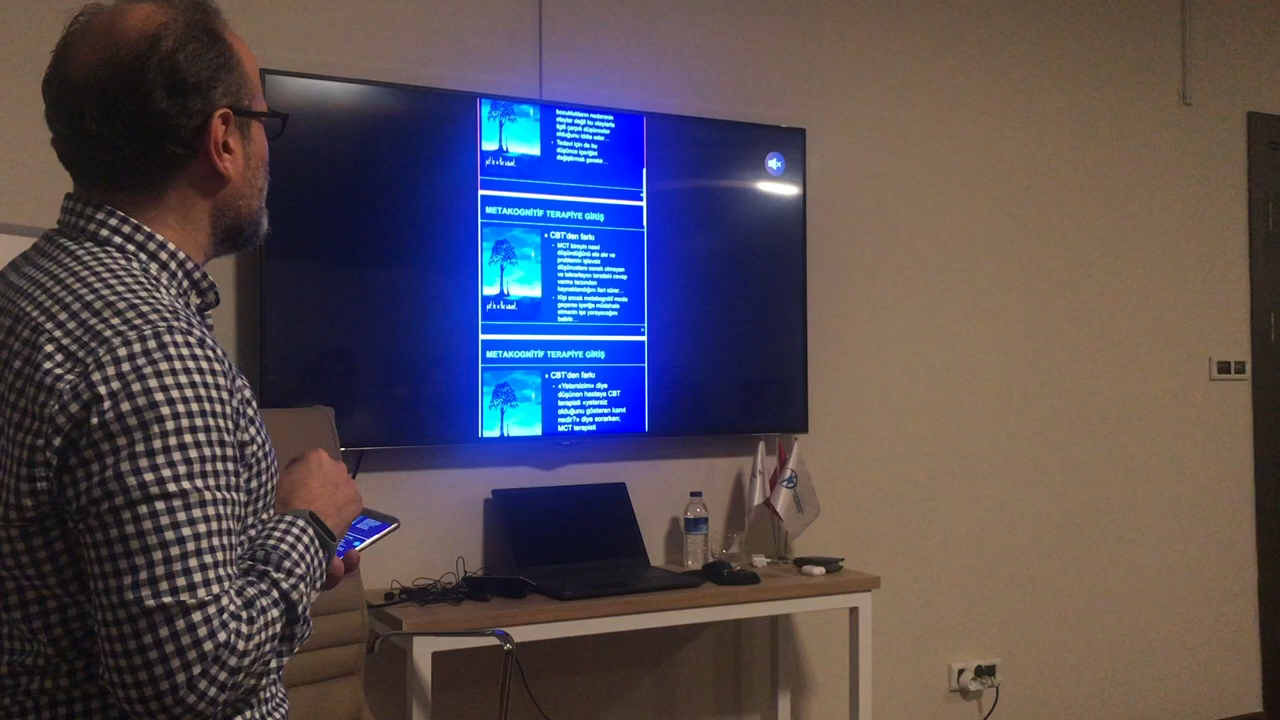 bozuklukların nedeninin
olaylar değil bu olaylarla
ilgili çarpık düşünceler
olduğunu iddia eder...
• Tedavi için de bu
düşünce içeriğini
değiştirmek gerekir...
METAKOGNİTİF TERAPİYE GİRİŞ
• CBT'den farkı
• MCT bireyin nasıl
düşündüğünü ele alır ve
problemin işlevsiz
düşüncelere esnek olmayan
ve tekrarlayıcı tarzdaki cevap
verme tarzından
kaynaklandığını ileri sürer...
• Kişi ancak metakognitif moda
geçerse içeriğe müdahale
etmenin işe yarayacağını
belirtir...
METAKOGNİTİF TERAPİYE GİRİŞ
• CBT'den farkı
• «Yetersizim» diye
düşünen hastaya CBT
terapisti «yetersiz
olduğunu gösteren kanıt
nedir?» diye sorarken;
MCT terapisti